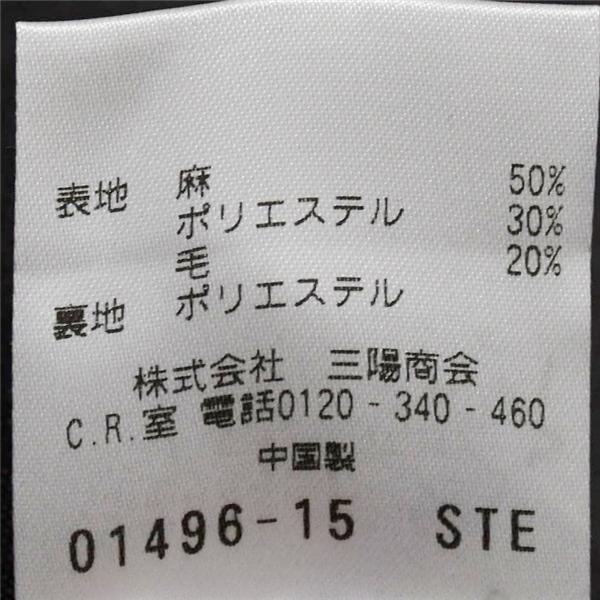 表地 麻 50%
ポリエステル 30%
毛 20%
裏地 ポリエステル
株式会社 三陽商会
C.R.室 電話0120-340-460
中国製
01496-15 STE